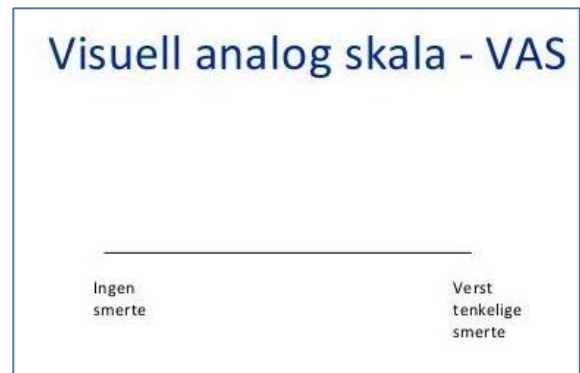 Visuell analog skala - VAS
Ingen
smerte
Verst
tenkelige
smerte